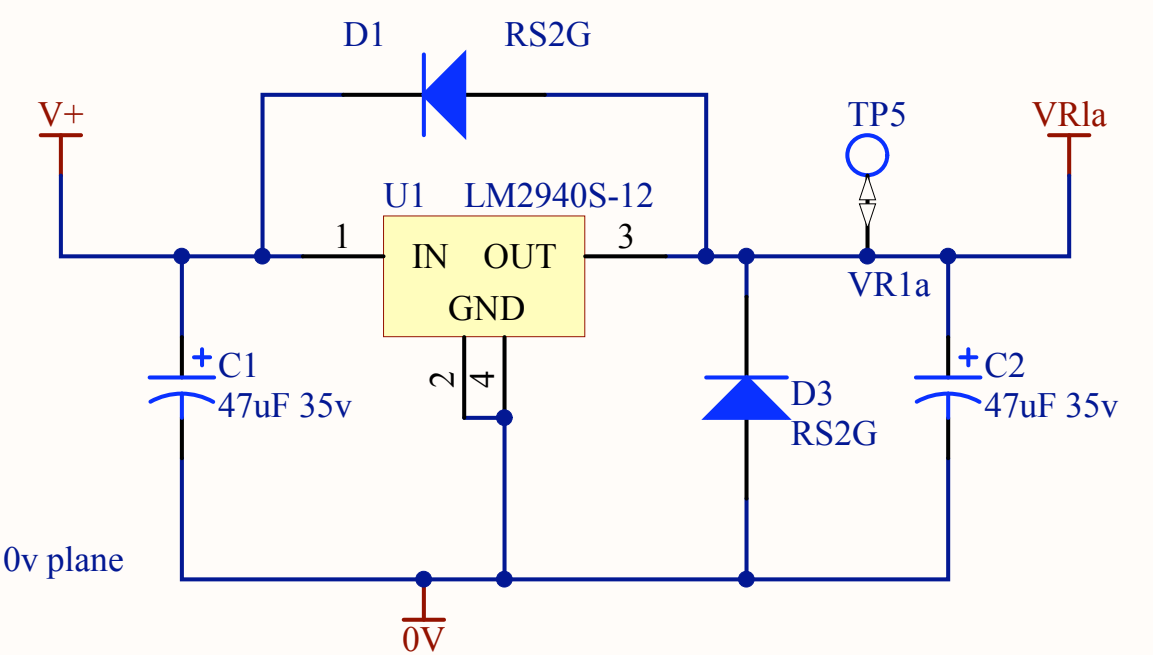 D1 RS2G
V+
TP5
VRla
U1 LM2940S-12
1
3
IN OUT
GND
VR1a
2
4
+
C1
47uF 35v
D3
RS2G
+
C2
47uF 35v
0v plane
0V